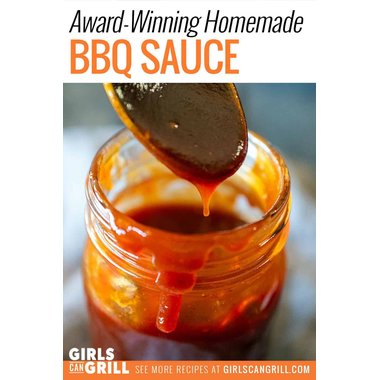 Award-Winning Homemade
BBQ SAUCE
GIRLS
CAN
GRILL
SEE MORE RECIPES AT GIRLSCANGRILL.COM